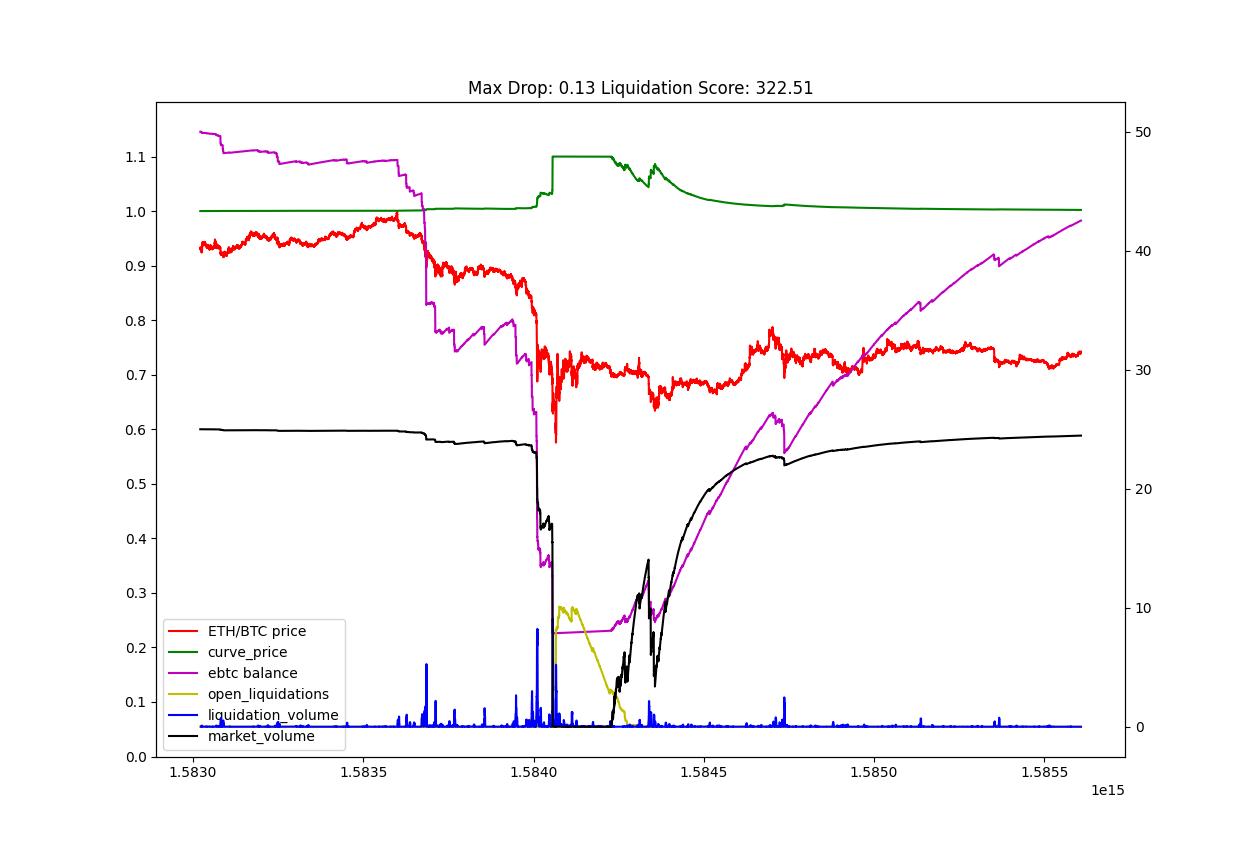 Max Drop: 0.13 Liquidation Score: 322.51
1.1
1.0
0.9
0.8
0.7
0.6
0.5
0.4
0.3
0.2
0.1
0.0
50
40
30
20
10
0
ETH/BTC price
curve_price
ebtc balance
open_liquidations
liquidation_volume
market_volume
1.5830 1.5835 1.5840 1.5845 1.5850 1.5855
1e15